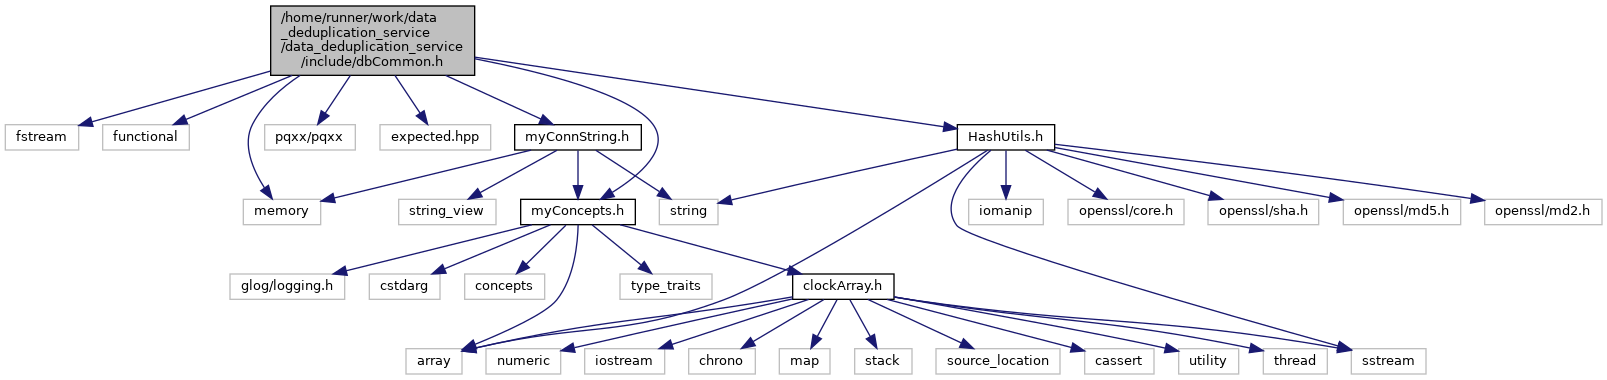 /home/runner/work/data
_deduplication_service
/data_deduplication_service
/include/dbCommon.h
fstream
functional
pqxx/pqxx
expected.hpp
myConnString.h
HashUtils.h
memory
string_view
myConcepts.h
string
iomanip
openssl/core.h
openssl/sha.h
openssl/md5.h
openssl/md2.h
glog/logging.h
cstdarg
concepts
type_traits
clockArray.h
array
numeric
iostream
chrono
map
stack
source_location
cassert
utility
thread
sstream